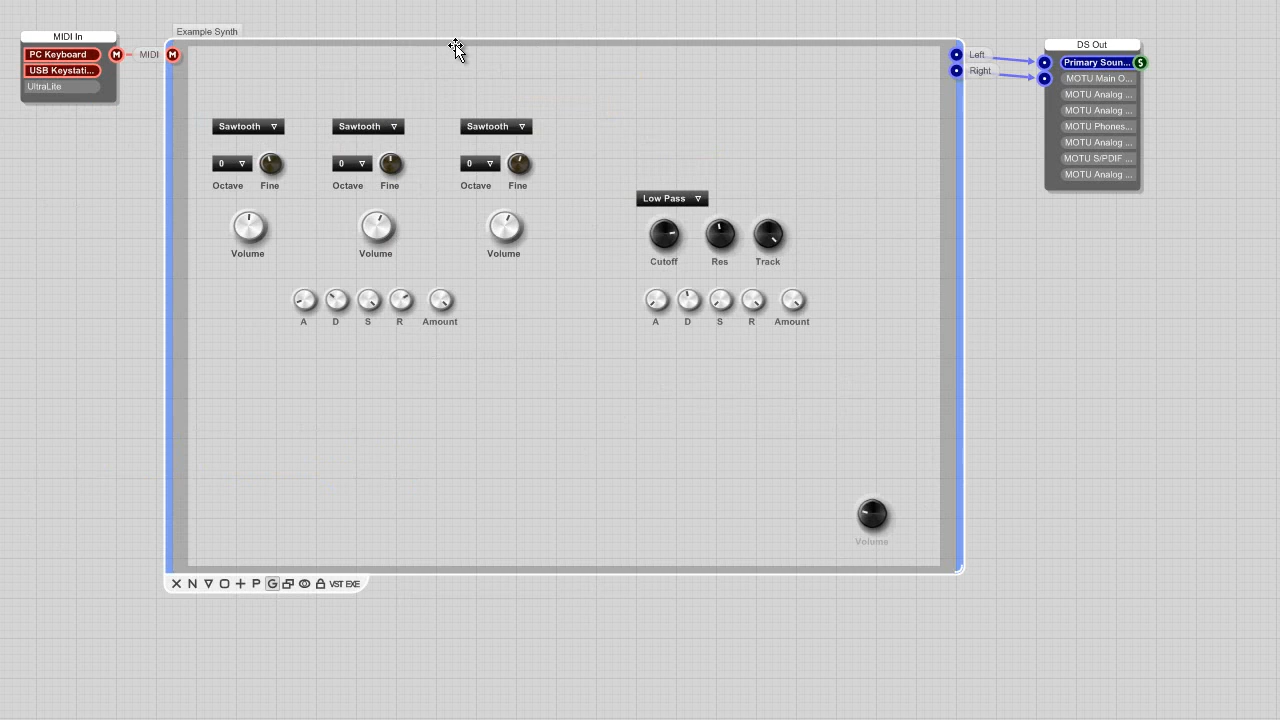 Example Synth
MIDI In
PC Keyboard
USB Keystati...
UltraLite
M
MIDI
M
Left
Right
DS Out
Primary Soun...
S
MOTU Main O...
MOTU Analog ...
MOTU Analog ...
MOTU Phones...
MOTU Analog ...
MOTU S/PDIF ...
MOTU Analog ...
Sawtooth
Sawtooth
Sawtooth
0
0
0
Octave Fine
Octave Fine
Octave Fine
Volume
Volume
Volume
A D S R Amount
Low Pass
Cutoff Res Track
A D S R Amount
Volume
N P G VST EXE